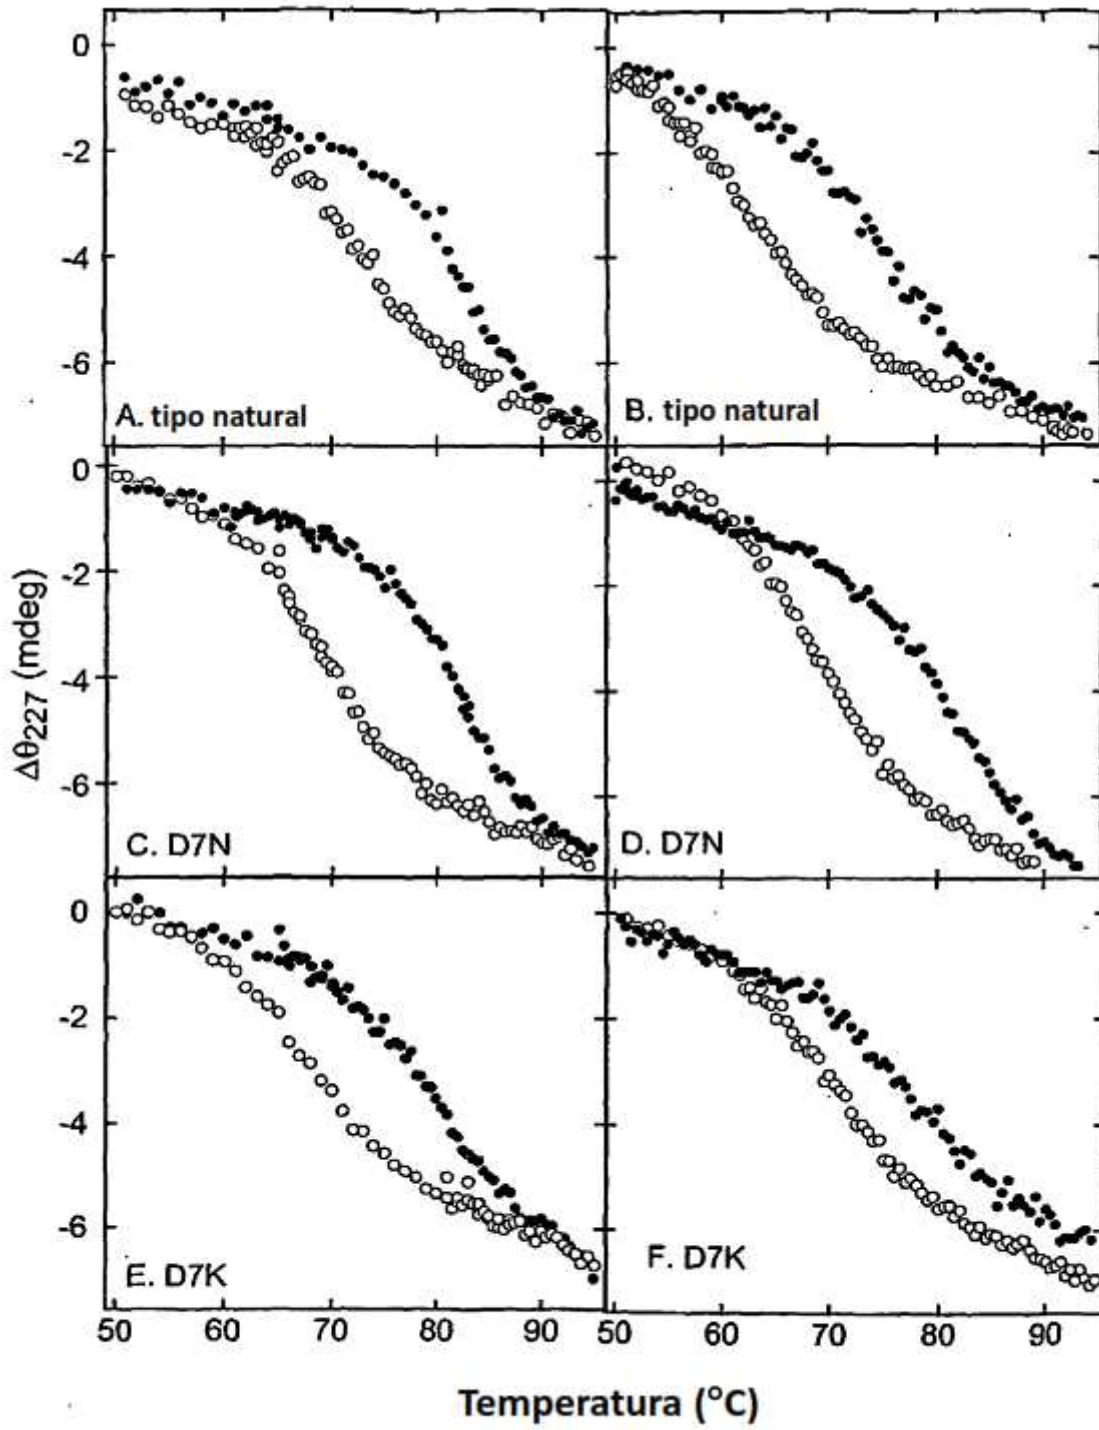 0
-2
-4
-6
A. tipo natural
B. tipo natural
0
-2
-4
-6
C. D7N
D. D7N
Δθ227 (mdeg)
0
-2
-4
-6
E. D7K
F. D7K
50 60 70 80 90 50 60 70 80 90
Temperatura (°C)